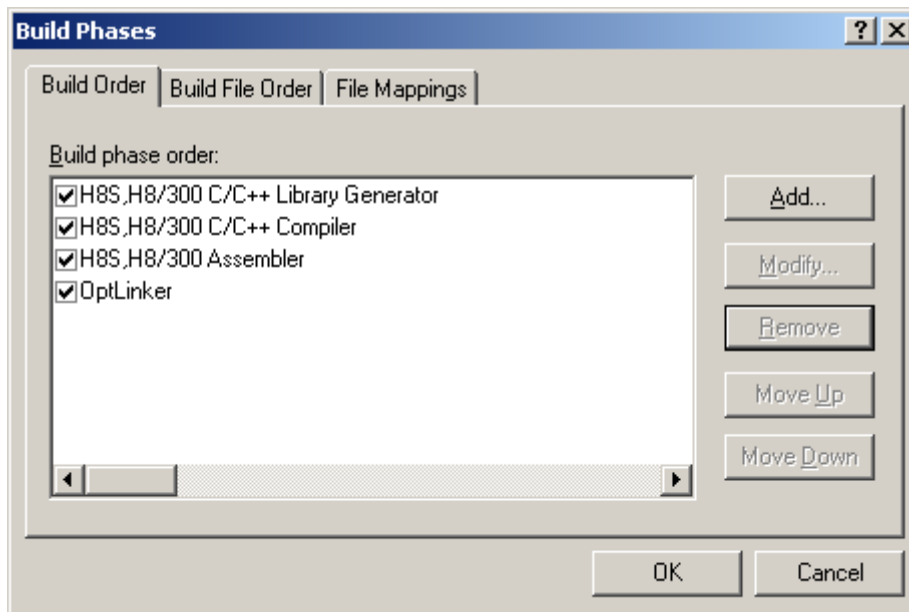 Build Phases
Build Order Build File Order File Mappings
Build phase order:
H8S,H8/300 C/C++ Library Generator
H8S,H8/300 C/C++ Compiler
H8S,H8/300 Assembler
OptLinker
Add...
Modify...
Remove
Move Up
Move Down
OK Cancel